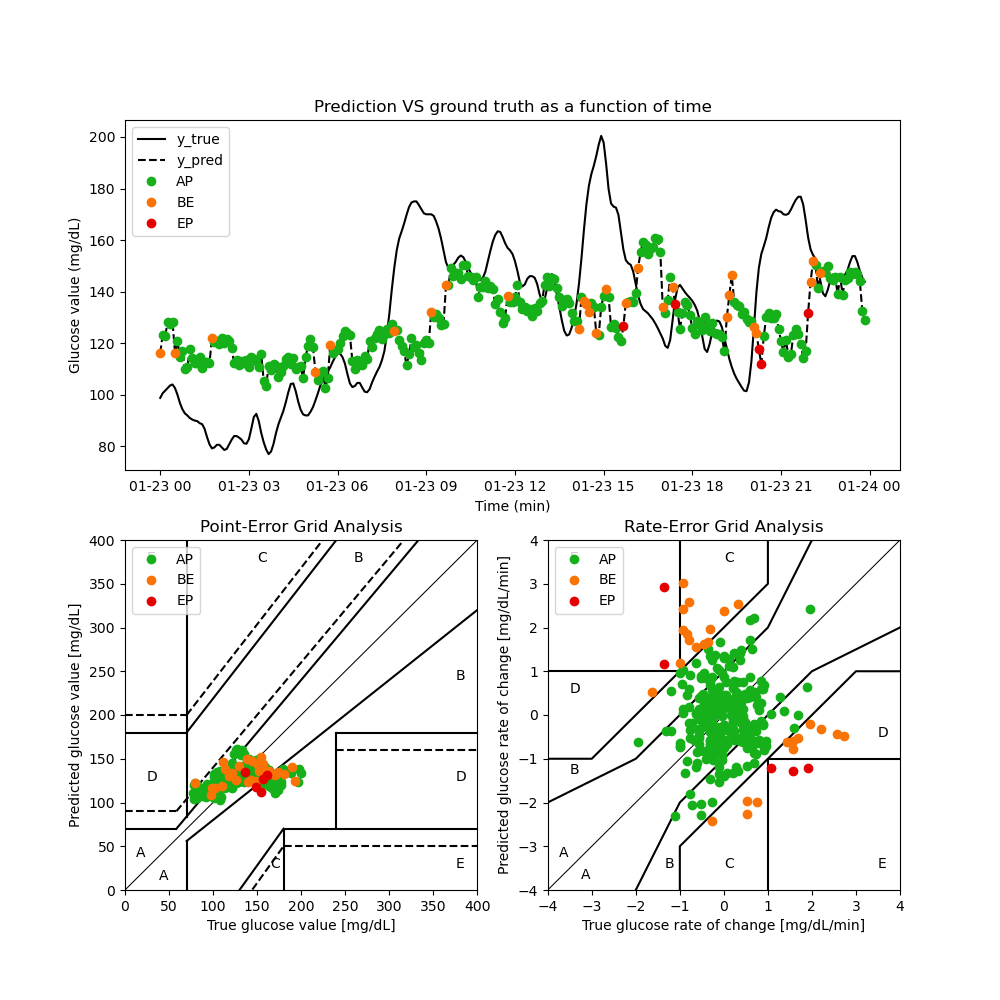 Prediction VS ground truth as a function of time
200
180
160
140
120
100
80
Glucose value (mg/dL)
y_true
y_pred
AP
BE
EP
01-23 00 01-23 03 01-23 06 01-23 09 01-23 12 01-23 15 01-23 18 01-23 21 01-24 00
Time (min)
Point-Error Grid Analysis
400
350
300
250
200
150
100
50
0
Predicted glucose value [mg/dL]
AP
BE
EP
C
B
B
D
D
A
A
C
E
0 50 100 150 200 250 300 350 400
True glucose value [mg/dL]
Rate-Error Grid Analysis
4
3
2
1
0
−1
−2
−3
−4
Predicted glucose rate of change [mg/dL/min]
AP
BE
EP
C
D
D
B
A
A
B
C
E
−4 −3 −2 −1 0 1 2 3 4
True glucose rate of change [mg/dL/min]